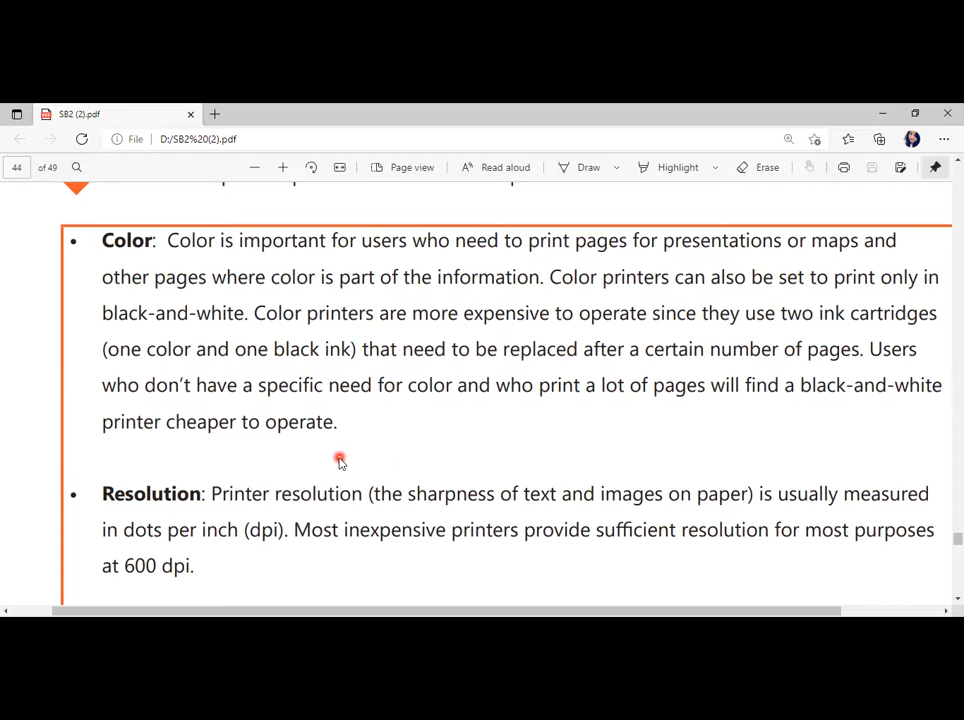 SB2 (2).pdf
File D:/SB2%20(2).pdf
44 of 49 Page view Read aloud Draw Highlight Erase
• Color: Color is important for users who need to print pages for presentations or maps and
other pages where color is part of the information. Color printers can also be set to print only in
black-and-white. Color printers are more expensive to operate since they use two ink cartridges
(one color and one black ink) that need to be replaced after a certain number of pages. Users
who don't have a specific need for color and who print a lot of pages will find a black-and-white
printer cheaper to operate.
• Resolution: Printer resolution (the sharpness of text and images on paper) is usually measured
in dots per inch (dpi). Most inexpensive printers provide sufficient resolution for most purposes
at 600 dpi.